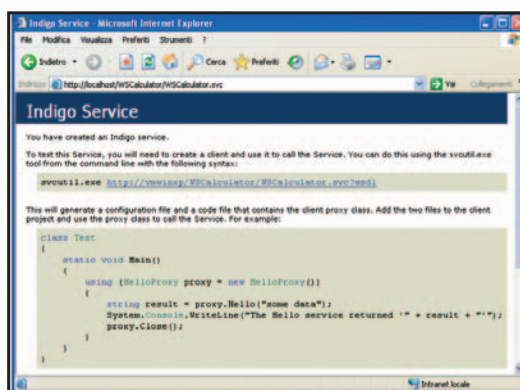 Indigo Service - Microsoft Internet Explorer
File Modifica Visualizza Preferiti Strumenti ?
Indietro Cerca Preferiti
Indirizzo http://localhost/WSCalculator/WSCalculator.svc Vai Collegamenti
Indigo Service
You have created an Indigo service.
To test this Service, you will need to create a client and use it to call the Service. You can do this using the svcutil.exe
tool from the command line with the following syntax:
svcutil.exe http://vmwinxp/WSCalculator/WSCalculator.svc?wsdl
This will generate a configuration file and a code file that contains the client proxy class. Add the two files to the client
project and use the proxy class to call the Service. For example:
class Test
{
static void Main()
{
using (HelloProxy proxy = new HelloProxy())
{
string result = proxy.Hello("some data");
System.Console.WriteLine("The Hello service returned '" + result + "'");
proxy.Close();
}
}
}
Intranet locale